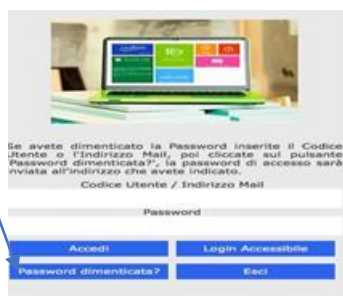 Se avete dimenticato la Password inserite il Codice
Utente o l'Indirizzo Mail, poi cliccate sul pulsante
"Password dimenticata?", la password di accesso sarà
inviata all'indirizzo che avete indicato.
Codice Utente / Indirizzo Mail
Password
Accedi
Login Accessibile
Password dimenticata?
Esci